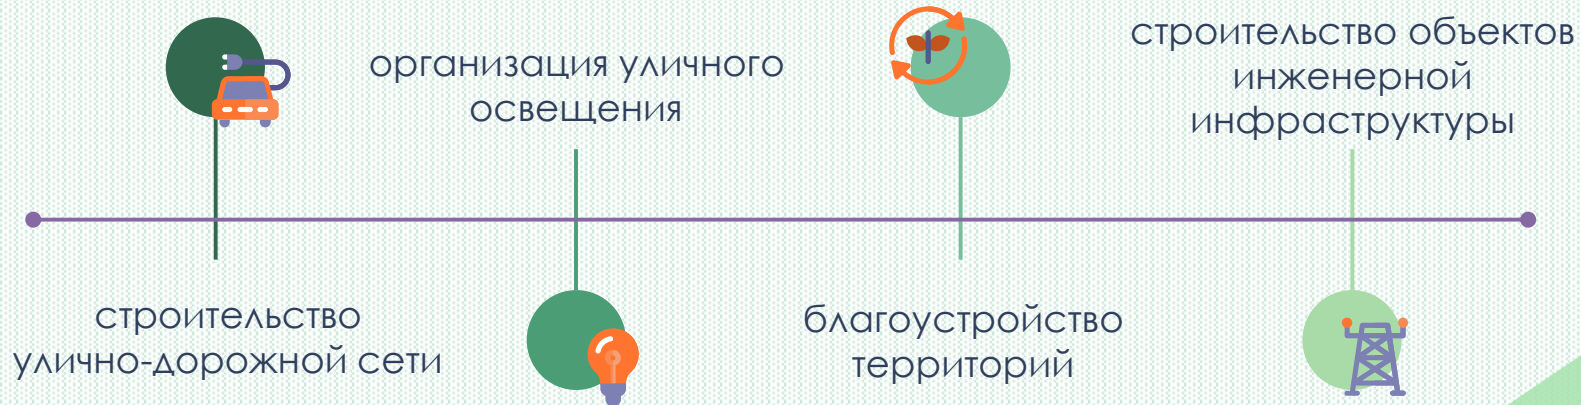 строительство
улично-дорожной сети
организация уличного
освещения
благоустройство
территорий
строительство объектов
инженерной
инфраструктуры